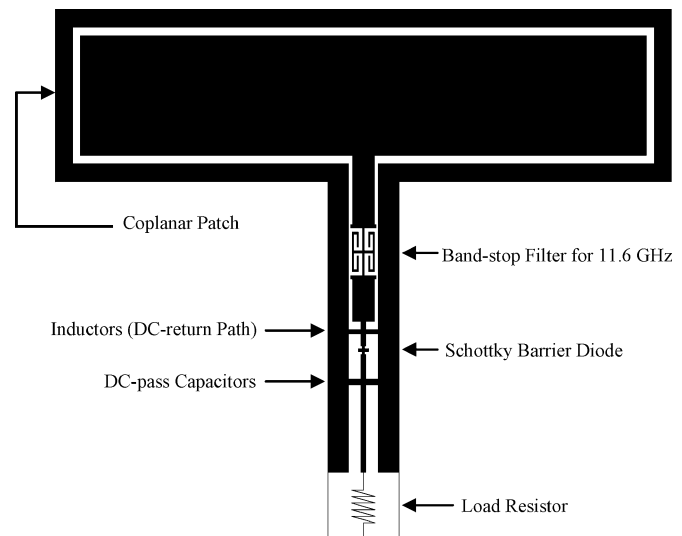 Coplanar Patch
Band-stop Filter for 11.6 GHz
Inductors (DC-return Path)
Schottky Barrier Diode
DC-pass Capacitors
Load Resistor